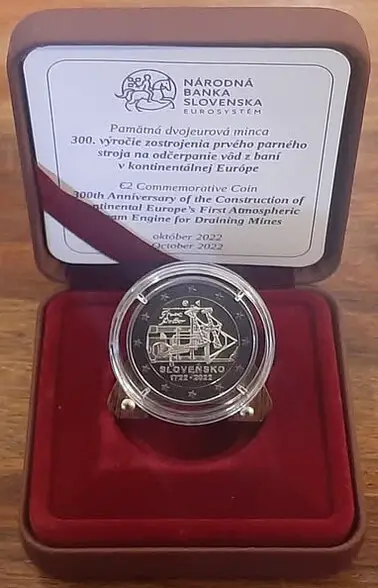 NÁRODNÁ
BANKA
SLOVENSKA
EUROSYSTÉM
Pamätná dvojeurová minca
300. výročie zostrojenia prvého parného
stroja na odčerpanie vôd z baní
v kontinentálnej Európe
€2 Commemorative Coin
300th Anniversary of the Construction of
ntinental Europe's First Atmospheric
am Engine for Draining Mines
október 2022
October 2022
SLOVENSKO
1722 · 2022